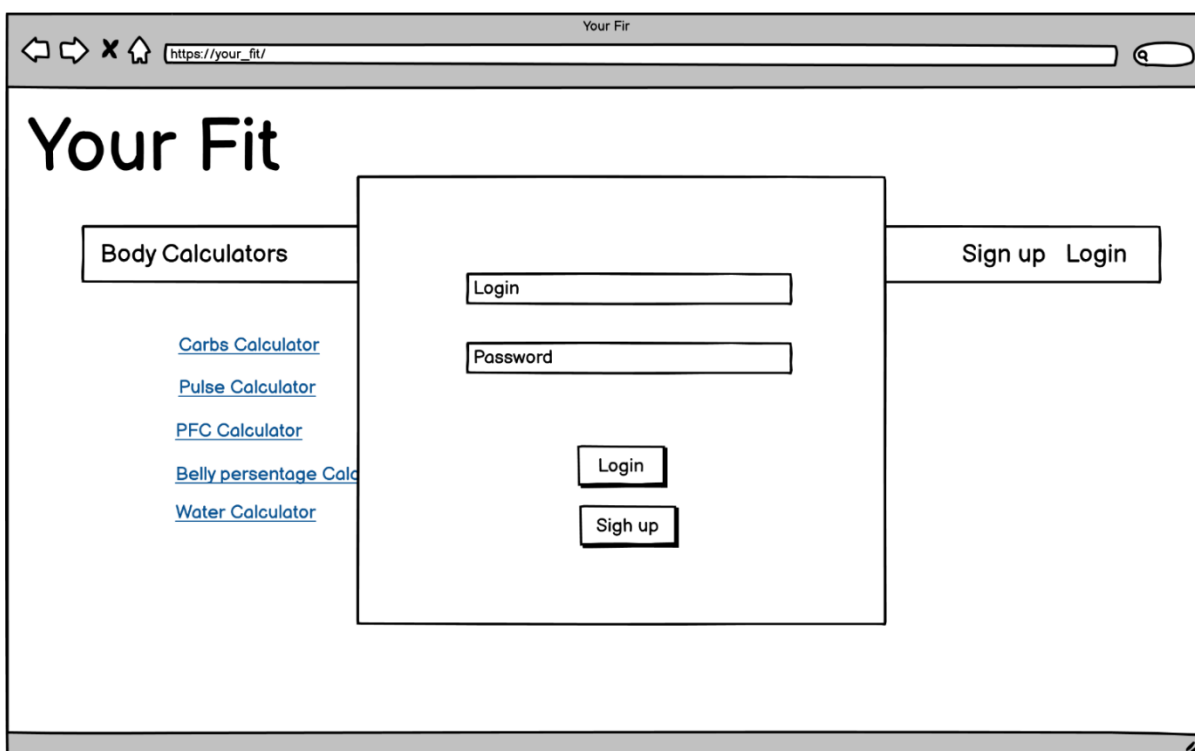 Your Fir
https://your_fit/
Your Fit
Body Calculators
Sign up Login
Login
Password
Carbs Calculator
Pulse Calculator
PFC Calculator
Belly persentage Calc
Water Calculator
Login
Sigh up